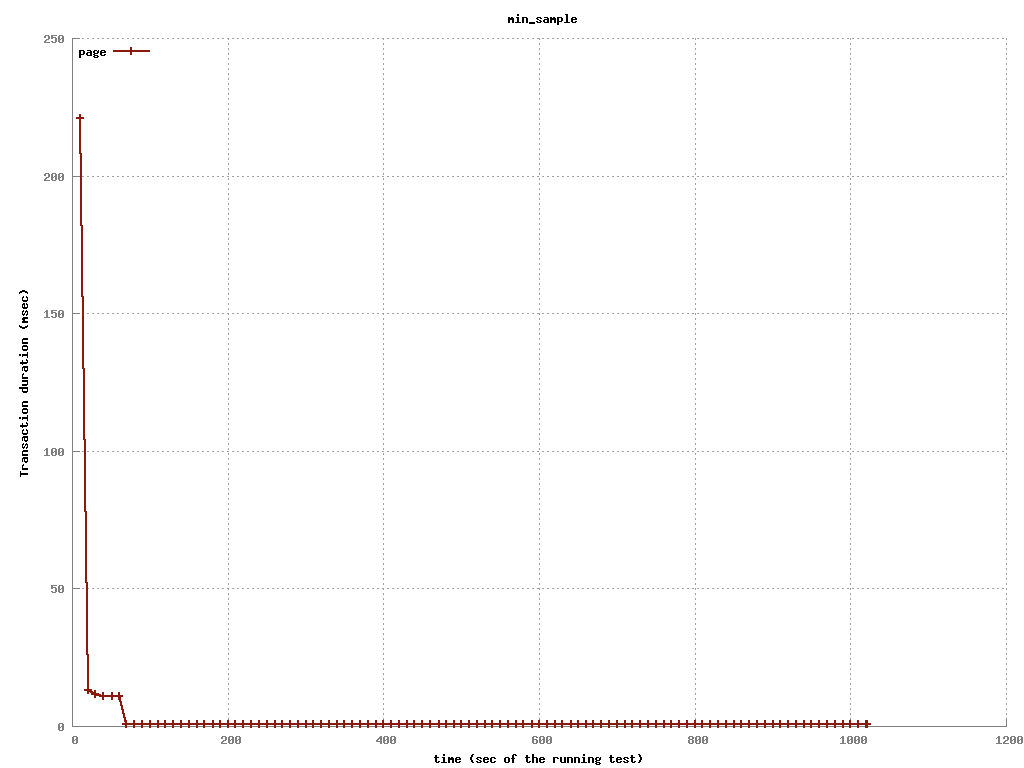 min_sample
250
page
200
150
100
50
0
Transaction duration (msec)
0 200 400 600 800 1000 1200
time (sec of the running test)